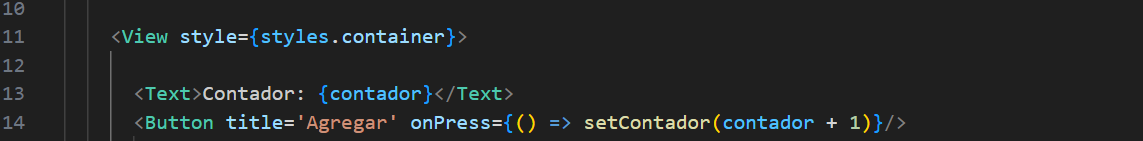 10
11 <View style={styles.container}>
12
13 <Text>Contador: {contador}</Text>
14 <Button title='Agregar' onPress={() => setContador(contador + 1)}/>